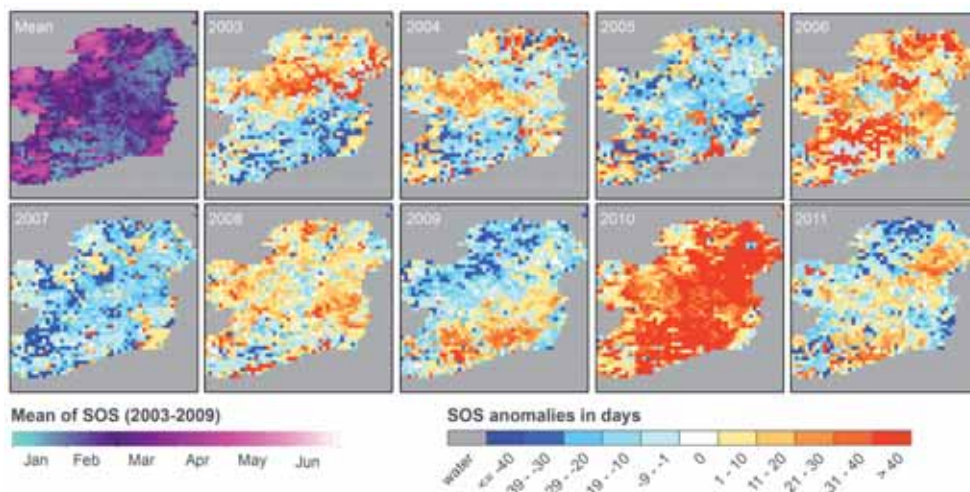 Mean 2003 2004 2005 2006
2007 2008 2009 2010 2011
Mean of SOS (2003-2009)
Jan Feb Mar Apr May Jun
SOS anomalies in days
water <= -40 -39 - -30 -29 - -20 -19 - -10 -9 - -1 0 1 - 10 11 - 20 21 - 30 31 - 40 > 40